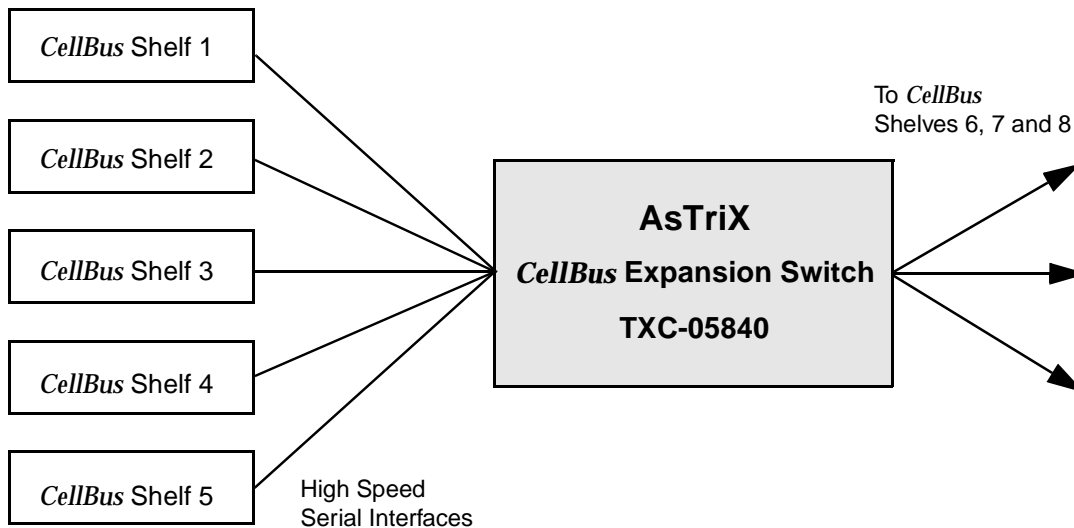 CellBus Shelf 1
CellBus Shelf 2
CellBus Shelf 3
CellBus Shelf 4
CellBus Shelf 5
High Speed
Serial Interfaces
AsTriX
CellBus Expansion Switch
TXC-05840
To CellBus
Shelves 6, 7 and 8